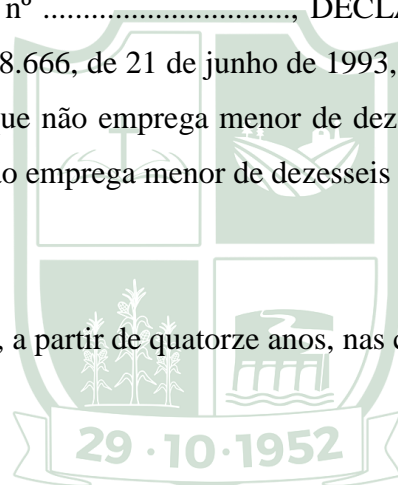 nº ............................., DECLA
8.666, de 21 de junho de 1993,
ue não emprega menor de dez
o emprega menor de dezesseis
, a partir de quatorze anos, nas c
29 · 10 · 1952